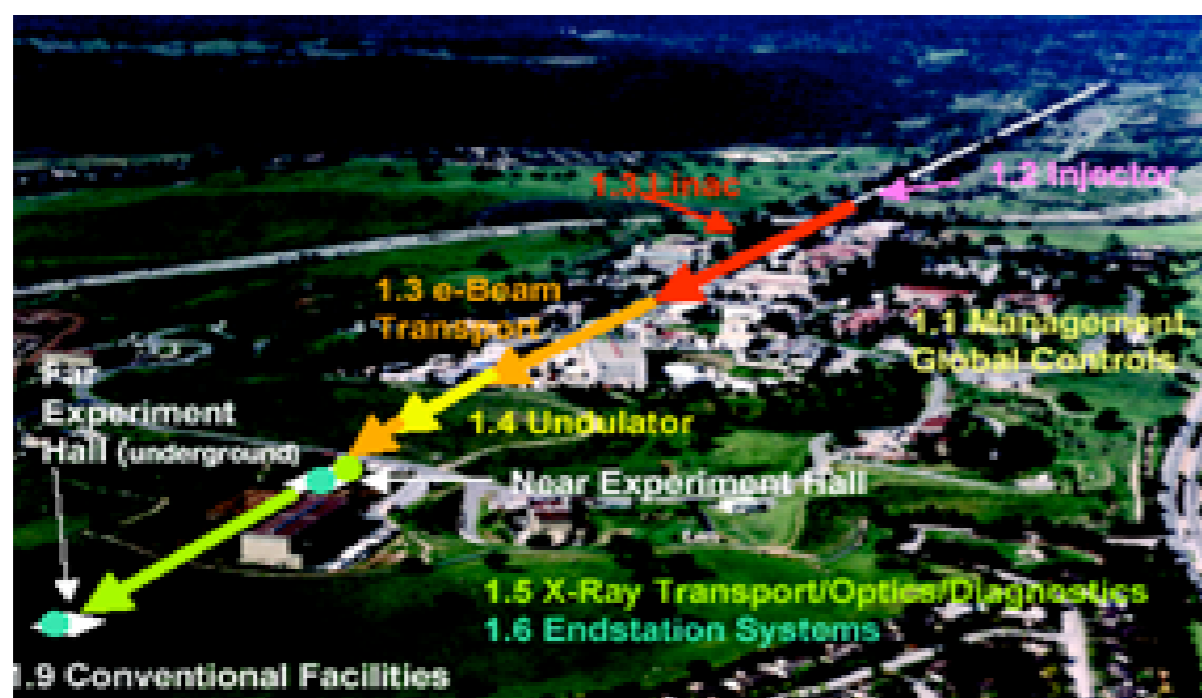 1.2 Injector
1.3 Linac
1.3 e-Beam
Transport
1.1 Management,
Global Controls
Far
Experiment
Hall (underground)
1.4 Undulator
Near Experiment Hall
1.5 X-Ray Transport/Optics/Diagnostics
1.6 Endstation Systems
1.9 Conventional Facilities